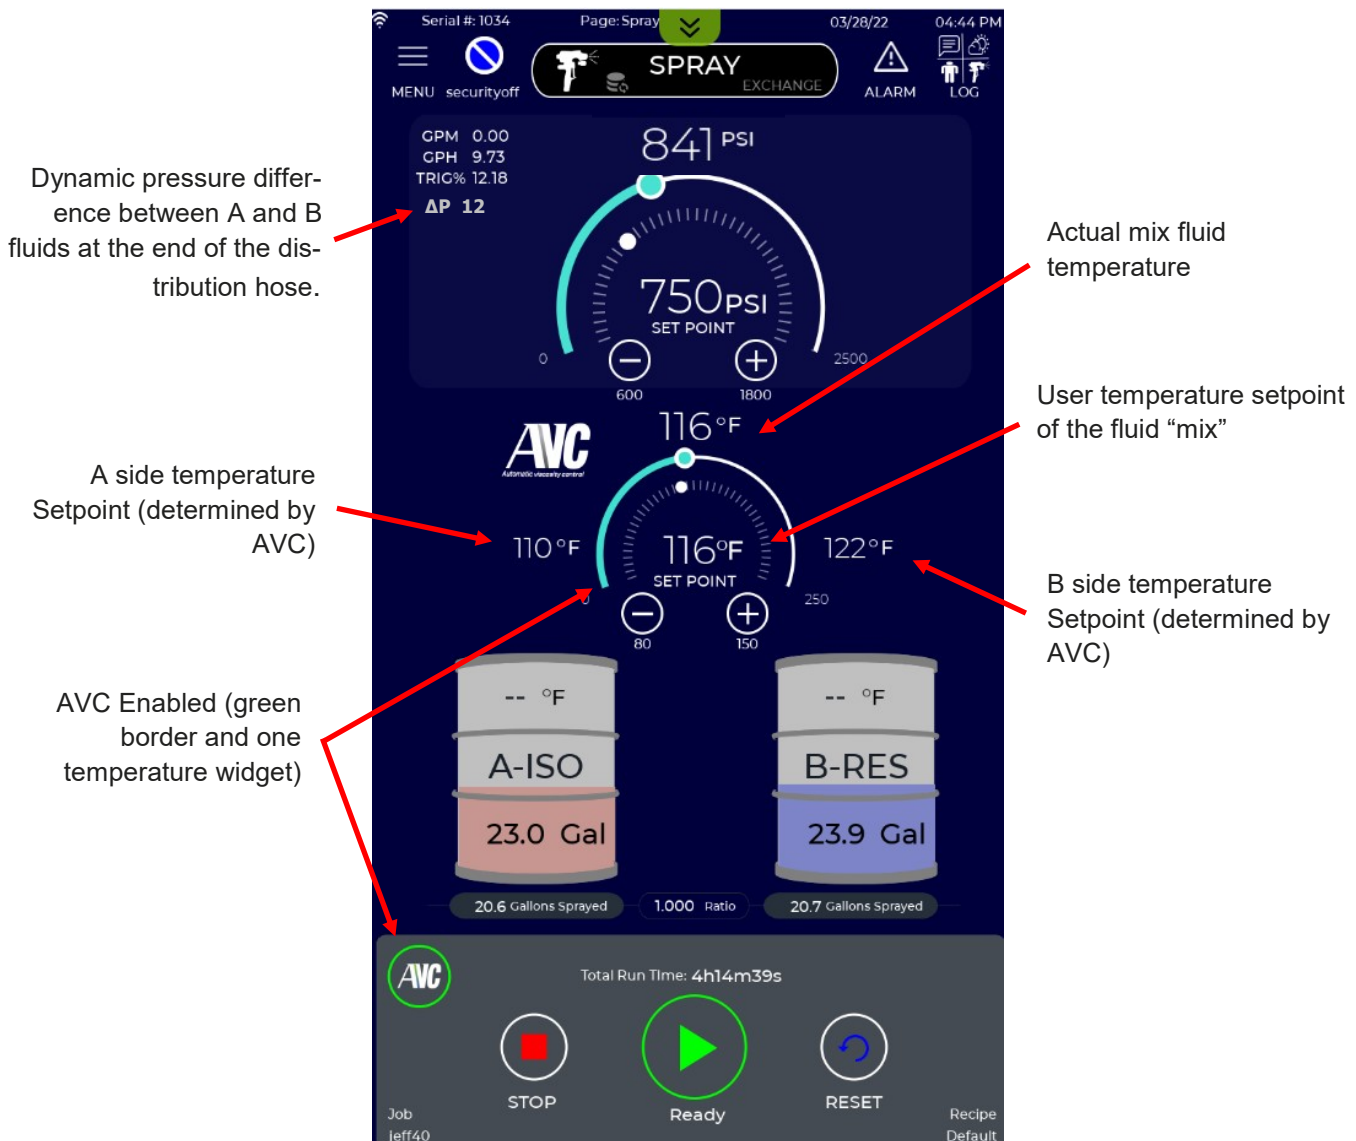 Serial #: 1034
Page: Spray
03/28/22
04:44 PM
MENU
securityoff
SPRAY
EXCHANGE
ALARM
LOG
GPM 0.00
GPH 9.73
TRIG% 12.18
ΔP 12
841 PSI
750 PSI
SET POINT
0
2500
600
1800
Dynamic pressure differ-
ence between A and B
fluids at the end of the dis-
tribution hose.
Actual mix fluid
temperature
116°F
AVC
Automatic viscosity control
User temperature setpoint
of the fluid “mix”
A side temperature
Setpoint (determined by
AVC)
110°F
116°F
SET POINT
122°F
0
250
80
150
B side temperature
Setpoint (determined by
AVC)
AVC Enabled (green
border and one
temperature widget)
-- °F
A-ISO
23.0 Gal
-- °F
B-RES
23.9 Gal
20.6 Gallons Sprayed
1.000 Ratio
20.7 Gallons Sprayed
AVC
Total Run Time: 4h14m39s
STOP
Ready
RESET
Job
jeff40
Recipe
Default